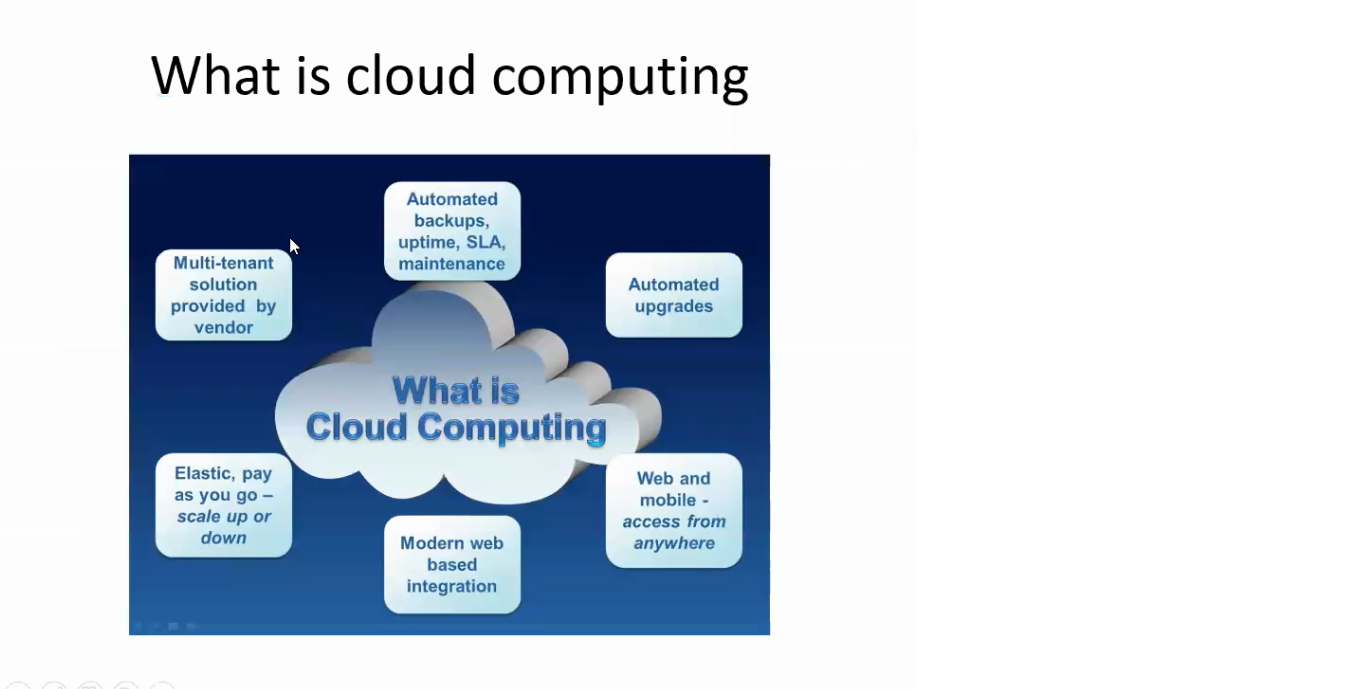 What is cloud computing
Automated
backups,
uptime, SLA,
maintenance
Multi-tenant
solution
provided by
vendor
Automated
upgrades
What is
Cloud Computing
Elastic, pay
as you go –
scale up or
down
Web and
mobile -
access from
anywhere
Modern web
based
integration